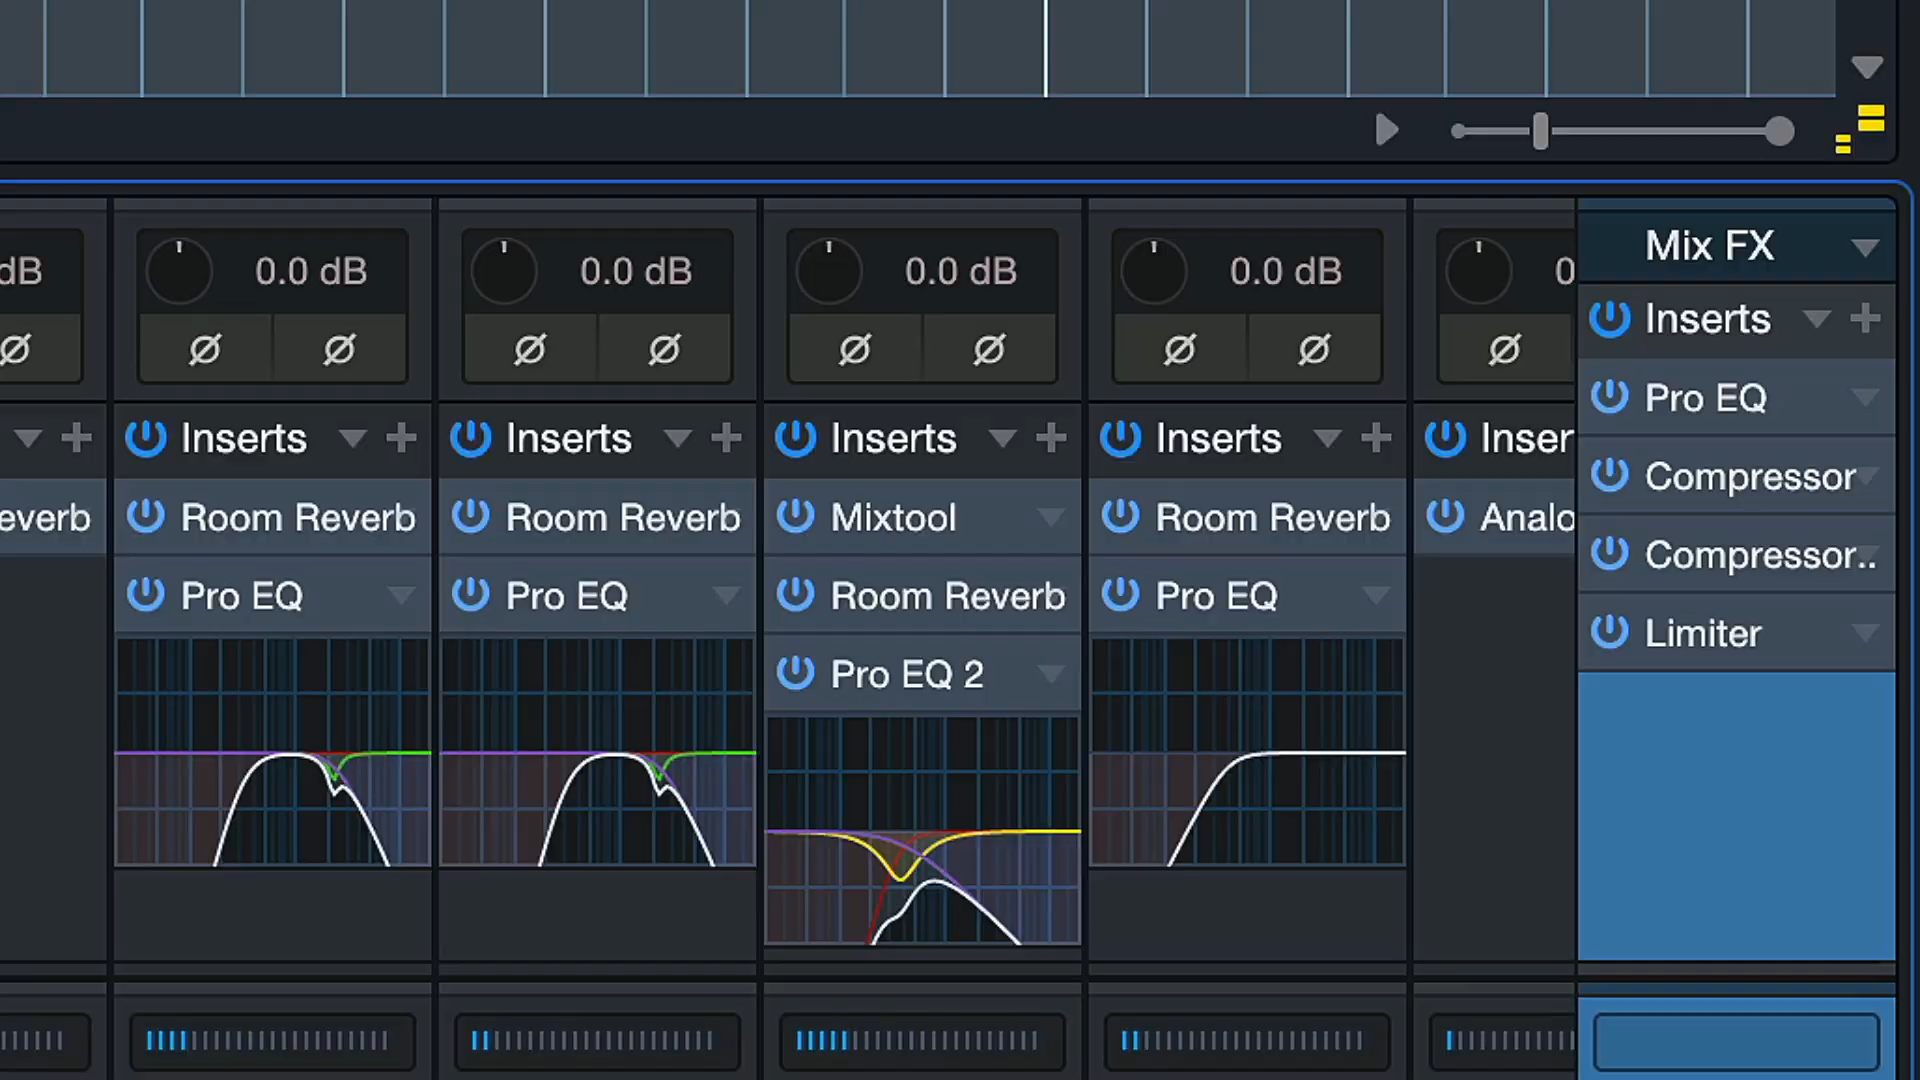 dB
0.0 dB
0.0 dB
0.0 dB
0.0 dB
0
Mix FX
Ø
Ø Ø
Ø Ø
Ø Ø
Ø Ø
Ø
Inserts
Pro EQ
Compressor
Compressor..
Limiter
Inserts
Inserts
Inserts
Inserts
Inser
everb
Room Reverb
Room Reverb
Mixtool
Room Reverb
Analo
Pro EQ
Pro EQ
Room Reverb
Pro EQ
Pro EQ 2